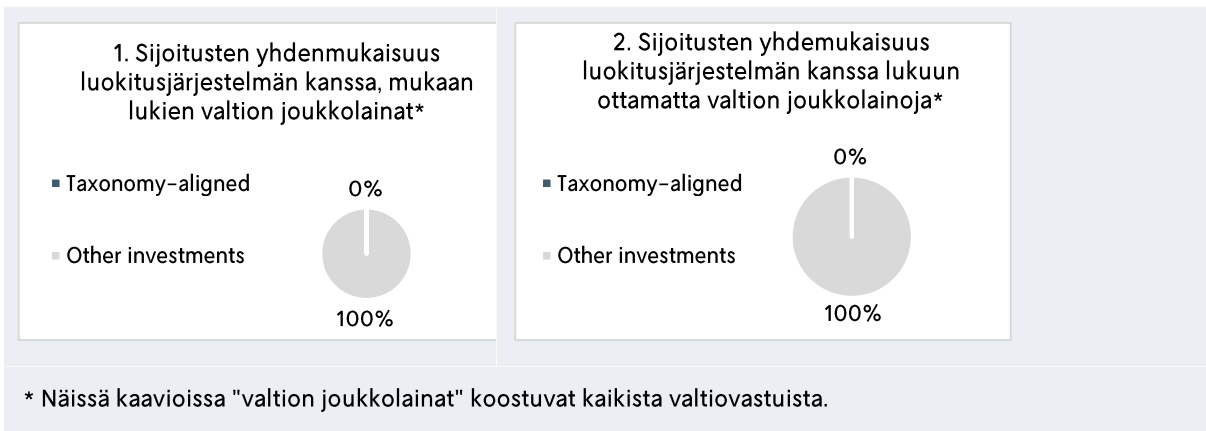 1. Sijoitusten yhdenmukaisuus
luokitusjärjestelmän kanssa, mukaan
lukien valtion joukkolainat*
Taxonomy-aligned
0%
Other investments
100%
2. Sijoitusten yhdemukaisuus
luokitusjärjestelmän kanssa lukuun
ottamatta valtion joukkolainoja*
0%
Taxonomy-aligned
Other investments
100%
* Näissä kaavioissa "valtion joukkolainat" koostuvat kaikista valtiovastuista.